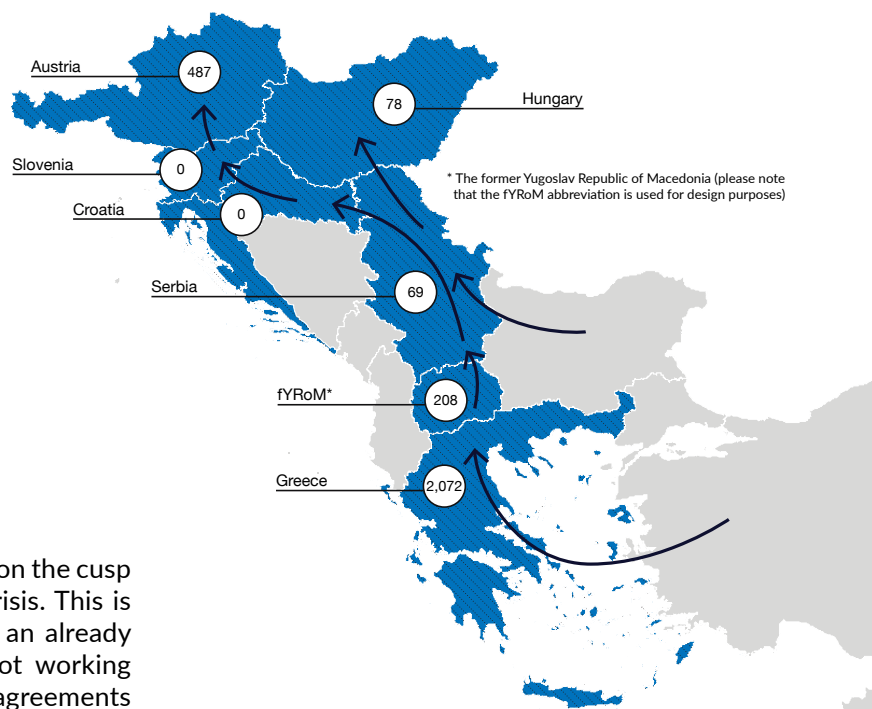 Austria
487
78
Hungary
Slovenia
0
* The former Yugoslav Republic of Macedonia (please note
that the fYRoM abbreviation is used for design purposes)
Croatia
0
Serbia
69
fYRoM*
208
Greece
2,072
on the cusp
risis. This is
an already
ot working
agreements